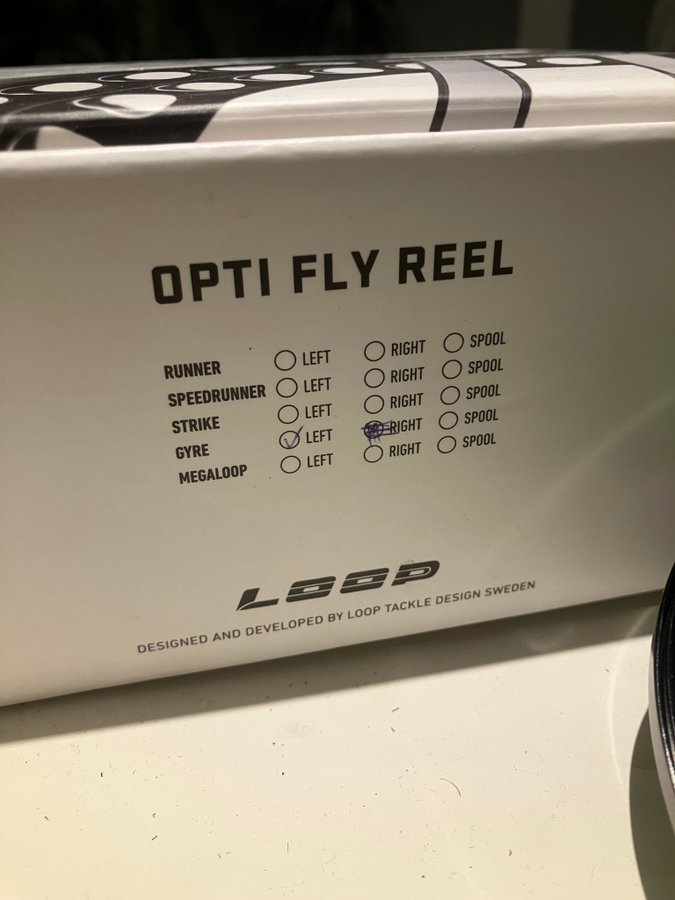 OPTI FLY REEL
RUNNER LEFT RIGHT SPOOL
SPEEDRUNNER LEFT RIGHT SPOOL
STRIKE LEFT RIGHT SPOOL
GYRE LEFT RIGHT SPOOL
MEGALOOP LEFT RIGHT SPOOL
LOOP
DESIGNED AND DEVELOPED BY LOOP TACKLE DESIGN SWEDEN